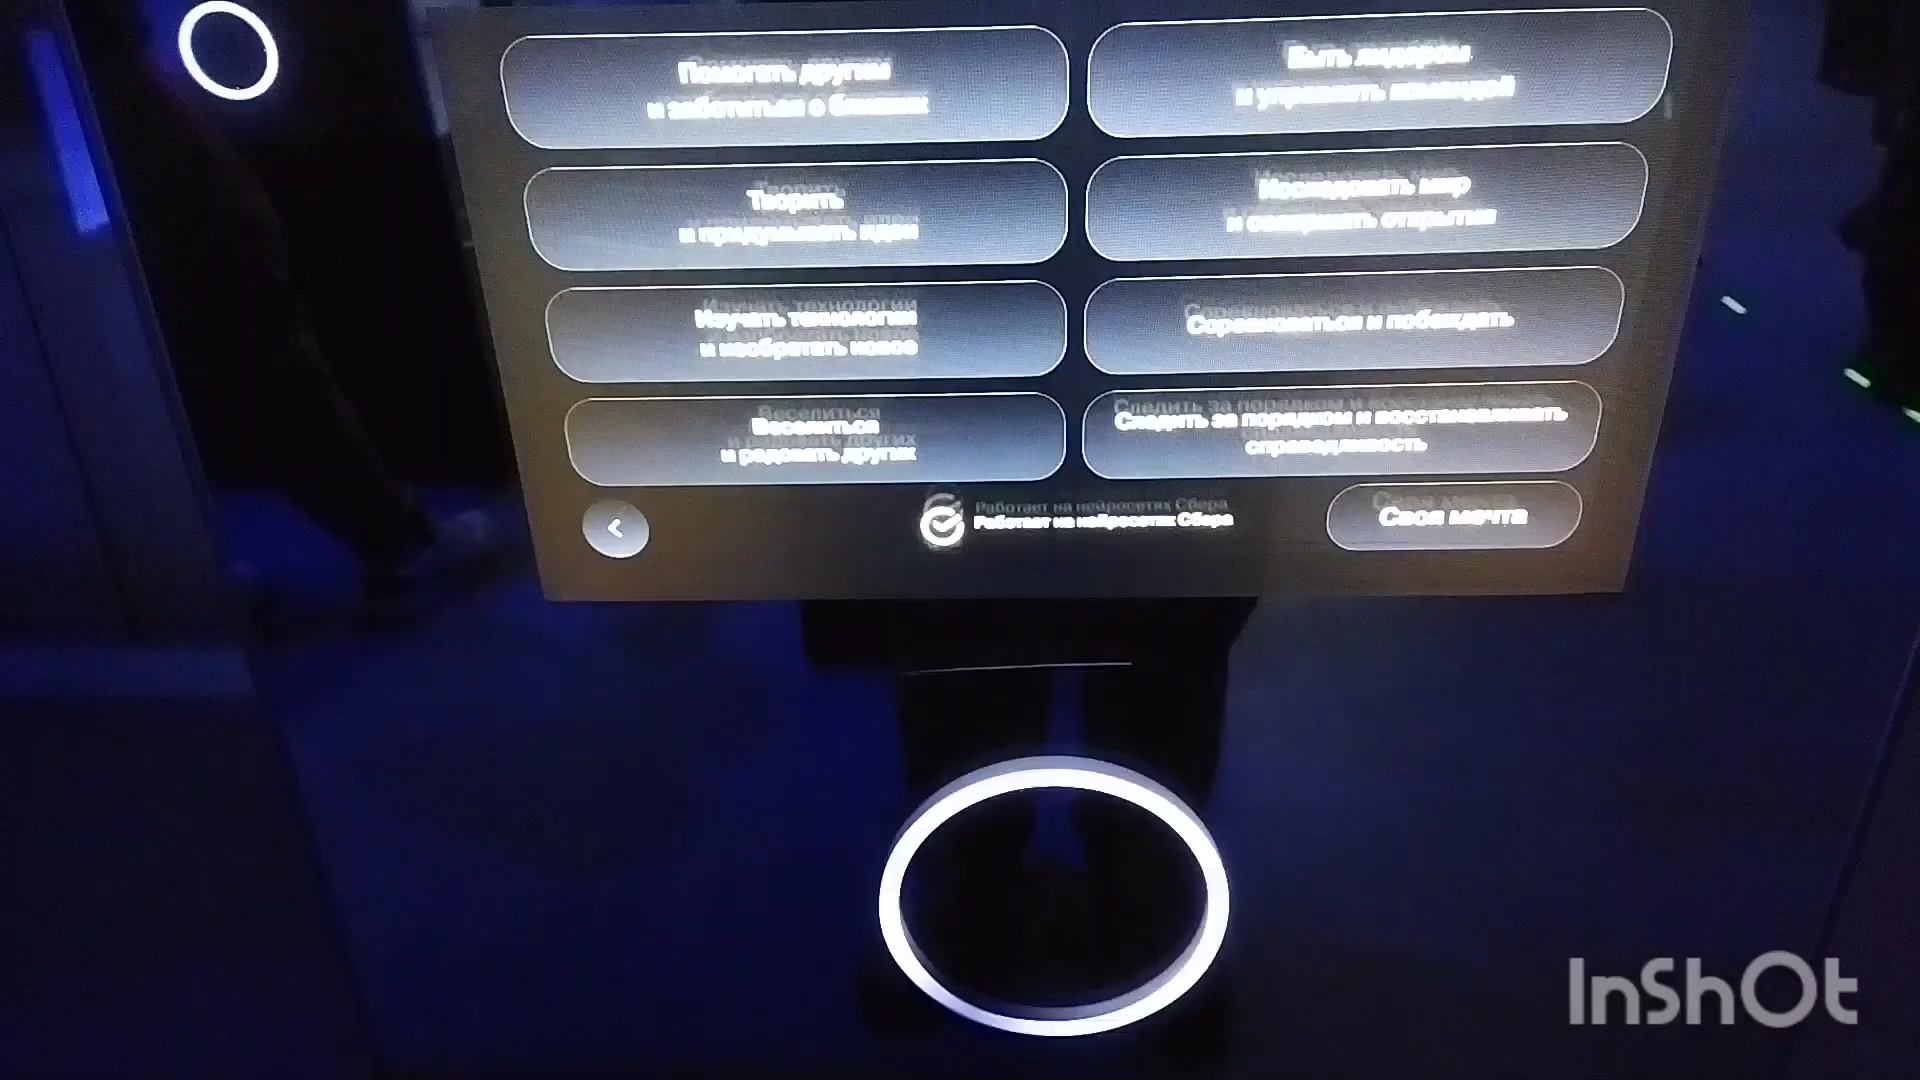 Помогать другим
и заботиться о близких
Быть лидером
и управлять командой
Творить
и придумывать идеи
Исследовать мир
и совершать открытия
Изучать технологии
и изобретать новое
Соревноваться и побеждать
Веселиться
и радовать других
Следить за порядком и восстанавливать
справедливость
Работает на нейросетях Сбера
Своя мечта
InShOt